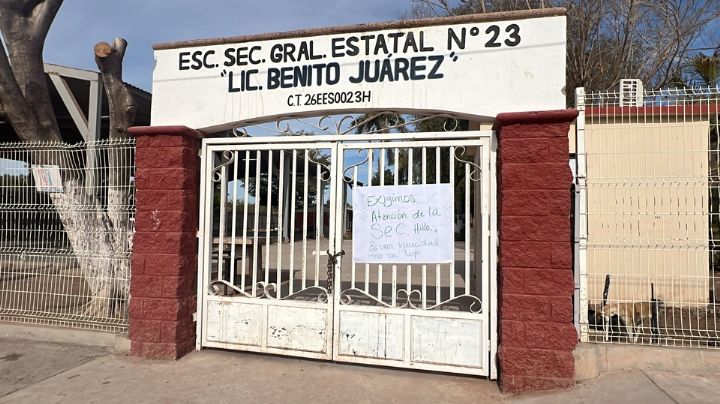 ESC. SEC. GRAL. ESTATAL Nº 23
"LIC. BENITO JUÁREZ"
C.T. 26EES0023H
Exigimos
Atención de la
SEC. Hillo..
Es una necesidad
no un lujo